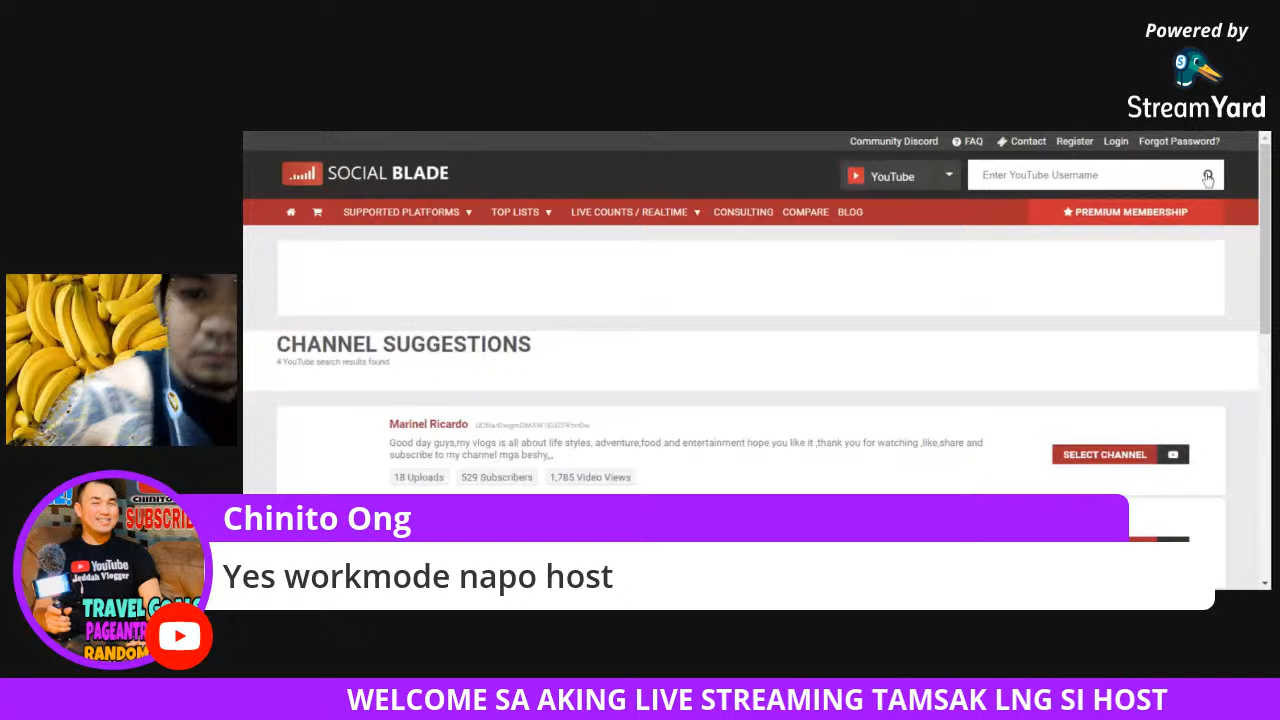 Powered by
StreamYard
Community Discord FAQ Contact Register Login Forgot Password?
SOCIAL BLADE
YouTube
Enter YouTube Username
SUPPORTED PLATFORMS TOP LISTS LIVE COUNTS / REALTIME CONSULTING COMPARE BLOG
PREMIUM MEMBERSHIP
CHANNEL SUGGESTIONS
4 YouTube search results found
Marinel Ricardo
Good day guys,my vlogs is all about life styles, adventure,food and entertainment hope you like it ,thank you for watching ,like,share and
subscribe to my channel mga beshy,,,
SELECT CHANNEL
18 Uploads 529 Subscribers 1,785 Video Views
CHINITO
SUBSCRIBE
YouTube
Jeddah Vlogger
TRAVEL GOALS
PAGEANTR
RANDOM
Chinito Ong
Yes workmode napo host
WELCOME SA AKING LIVE STREAMING TAMSAK LNG SI HOST